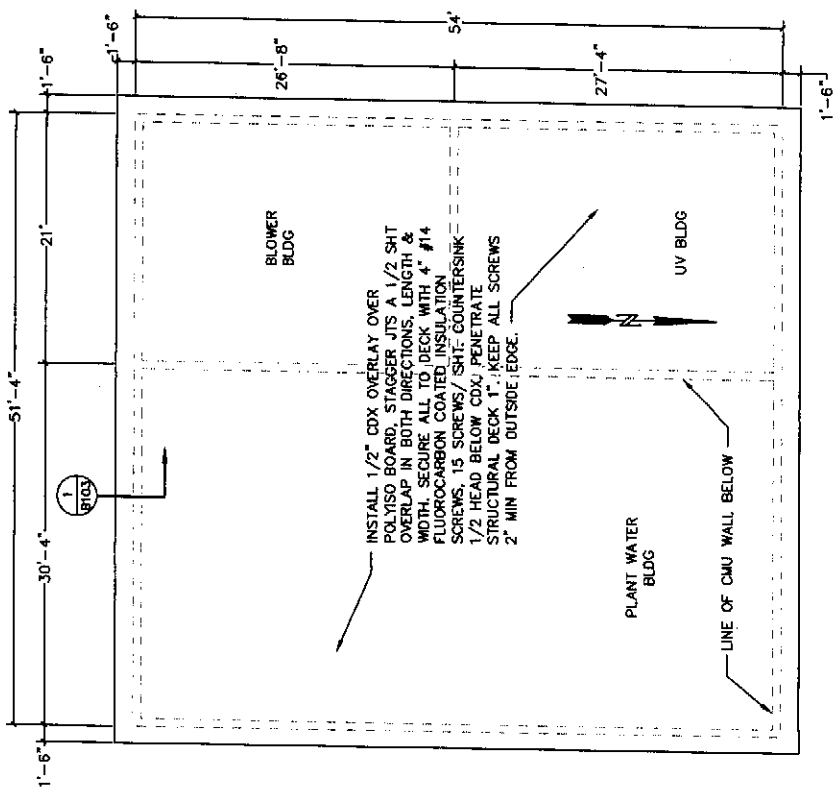 1'-6"
51'-4"
30'-4"
21"
1'-6"
1'-6"
26'-8"
54'
27'-4"
1'-6"
1
B103
BLOWER
BLDG
INSTALL 1/2" CDX OVERLAY OVER
POLYISO BOARD, STAGGER JTS A 1/2 SHT
OVERLAP IN BOTH DIRECTIONS, LENGTH &
WIDTH. SECURE ALL TO DECK WITH 4" #14
FLUOROCARBON COATED INSULATION
SCREWS, 15 SCREWS/ SHT. COUNTERSINK
1/2 HEAD BELOW CDX, PENETRATE
STRUCTURAL DECK 1". KEEP ALL SCREWS
2" MIN FROM OUTSIDE EDGE.
UV BLDG
N
PLANT WATER
BLDG
LINE OF CMU WALL BELOW